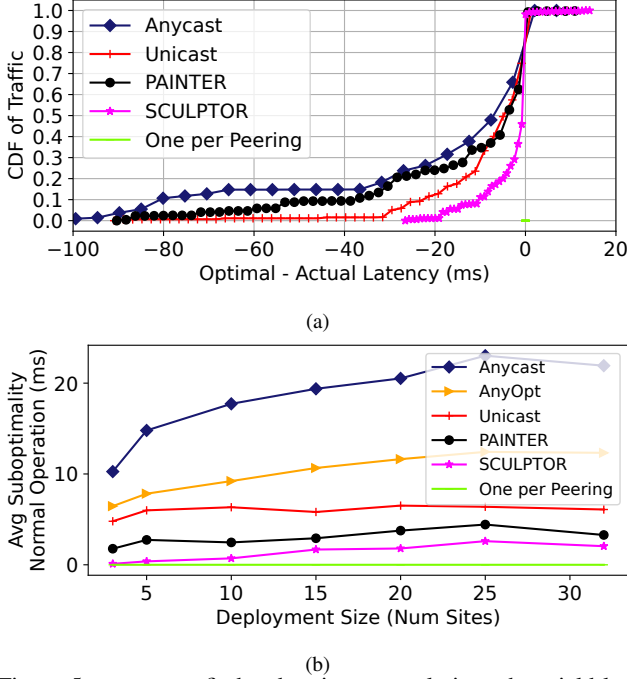 1.0
0.9
0.8
0.7
0.6
0.5
0.4
0.3
0.2
0.1
0.0
CDF of Traffic
Anycast
Unicast
PAINTER
SCULPTOR
One per Peering
−100 −80 −60 −40 −20 0 20
Optimal - Actual Latency (ms)
(a)
Avg Suboptimality
Normal Operation (ms)
20
10
0
Anycast
AnyOpt
Unicast
PAINTER
SCULPTOR
One per Peering
5 10 15 20 25 30
Deployment Size (Num Sites)
(b)